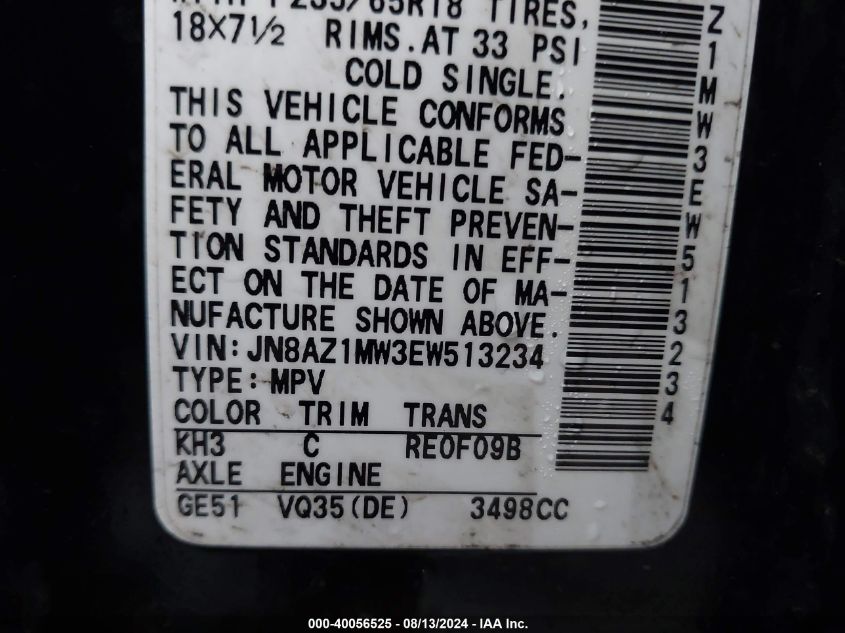 235/65R18 TIRES,
18X7½ RIMS.AT 33 PSI
COLD SINGLE.
THIS VEHICLE CONFORMS
TO ALL APPLICABLE FED-
ERAL MOTOR VEHICLE SA-
FETY AND THEFT PREVEN-
TION STANDARDS IN EFF-
ECT ON THE DATE OF MA-
NUFACTURE SHOWN ABOVE.
VIN:JN8AZ1MW3EW513234
TYPE:MPV
COLOR TRIM TRANS
KH3 C RE0F09B
AXLE ENGINE
GE51 VQ35(DE) 3498CC
Z1MW3EW513234
000-40056525 - 08/13/2024 - IAA Inc.